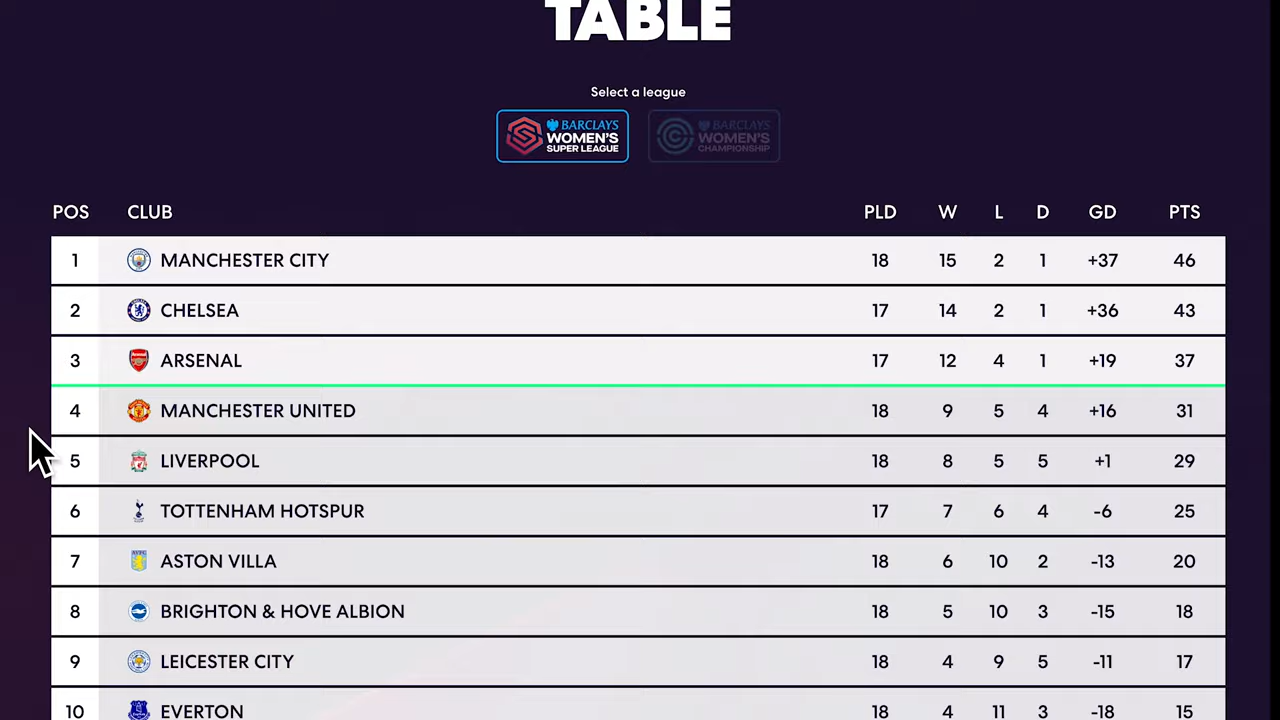 TABLE
Select a league
BARCLAYS WOMEN'S SUPER LEAGUE BARCLAYS WOMEN'S CHAMPIONSHIP
POS CLUB PLD W L D GD PTS
1 MANCHESTER CITY 18 15 2 1 +37 46
2 CHELSEA 17 14 2 1 +36 43
3 ARSENAL 17 12 4 1 +19 37
4 MANCHESTER UNITED 18 9 5 4 +16 31
5 LIVERPOOL 18 8 5 5 +1 29
6 TOTTENHAM HOTSPUR 17 7 6 4 -6 25
7 ASTON VILLA 18 6 10 2 -13 20
8 BRIGHTON & HOVE ALBION 18 5 10 3 -15 18
9 LEICESTER CITY 18 4 9 5 -11 17
10 EVERTON 18 4 11 3 -18 15